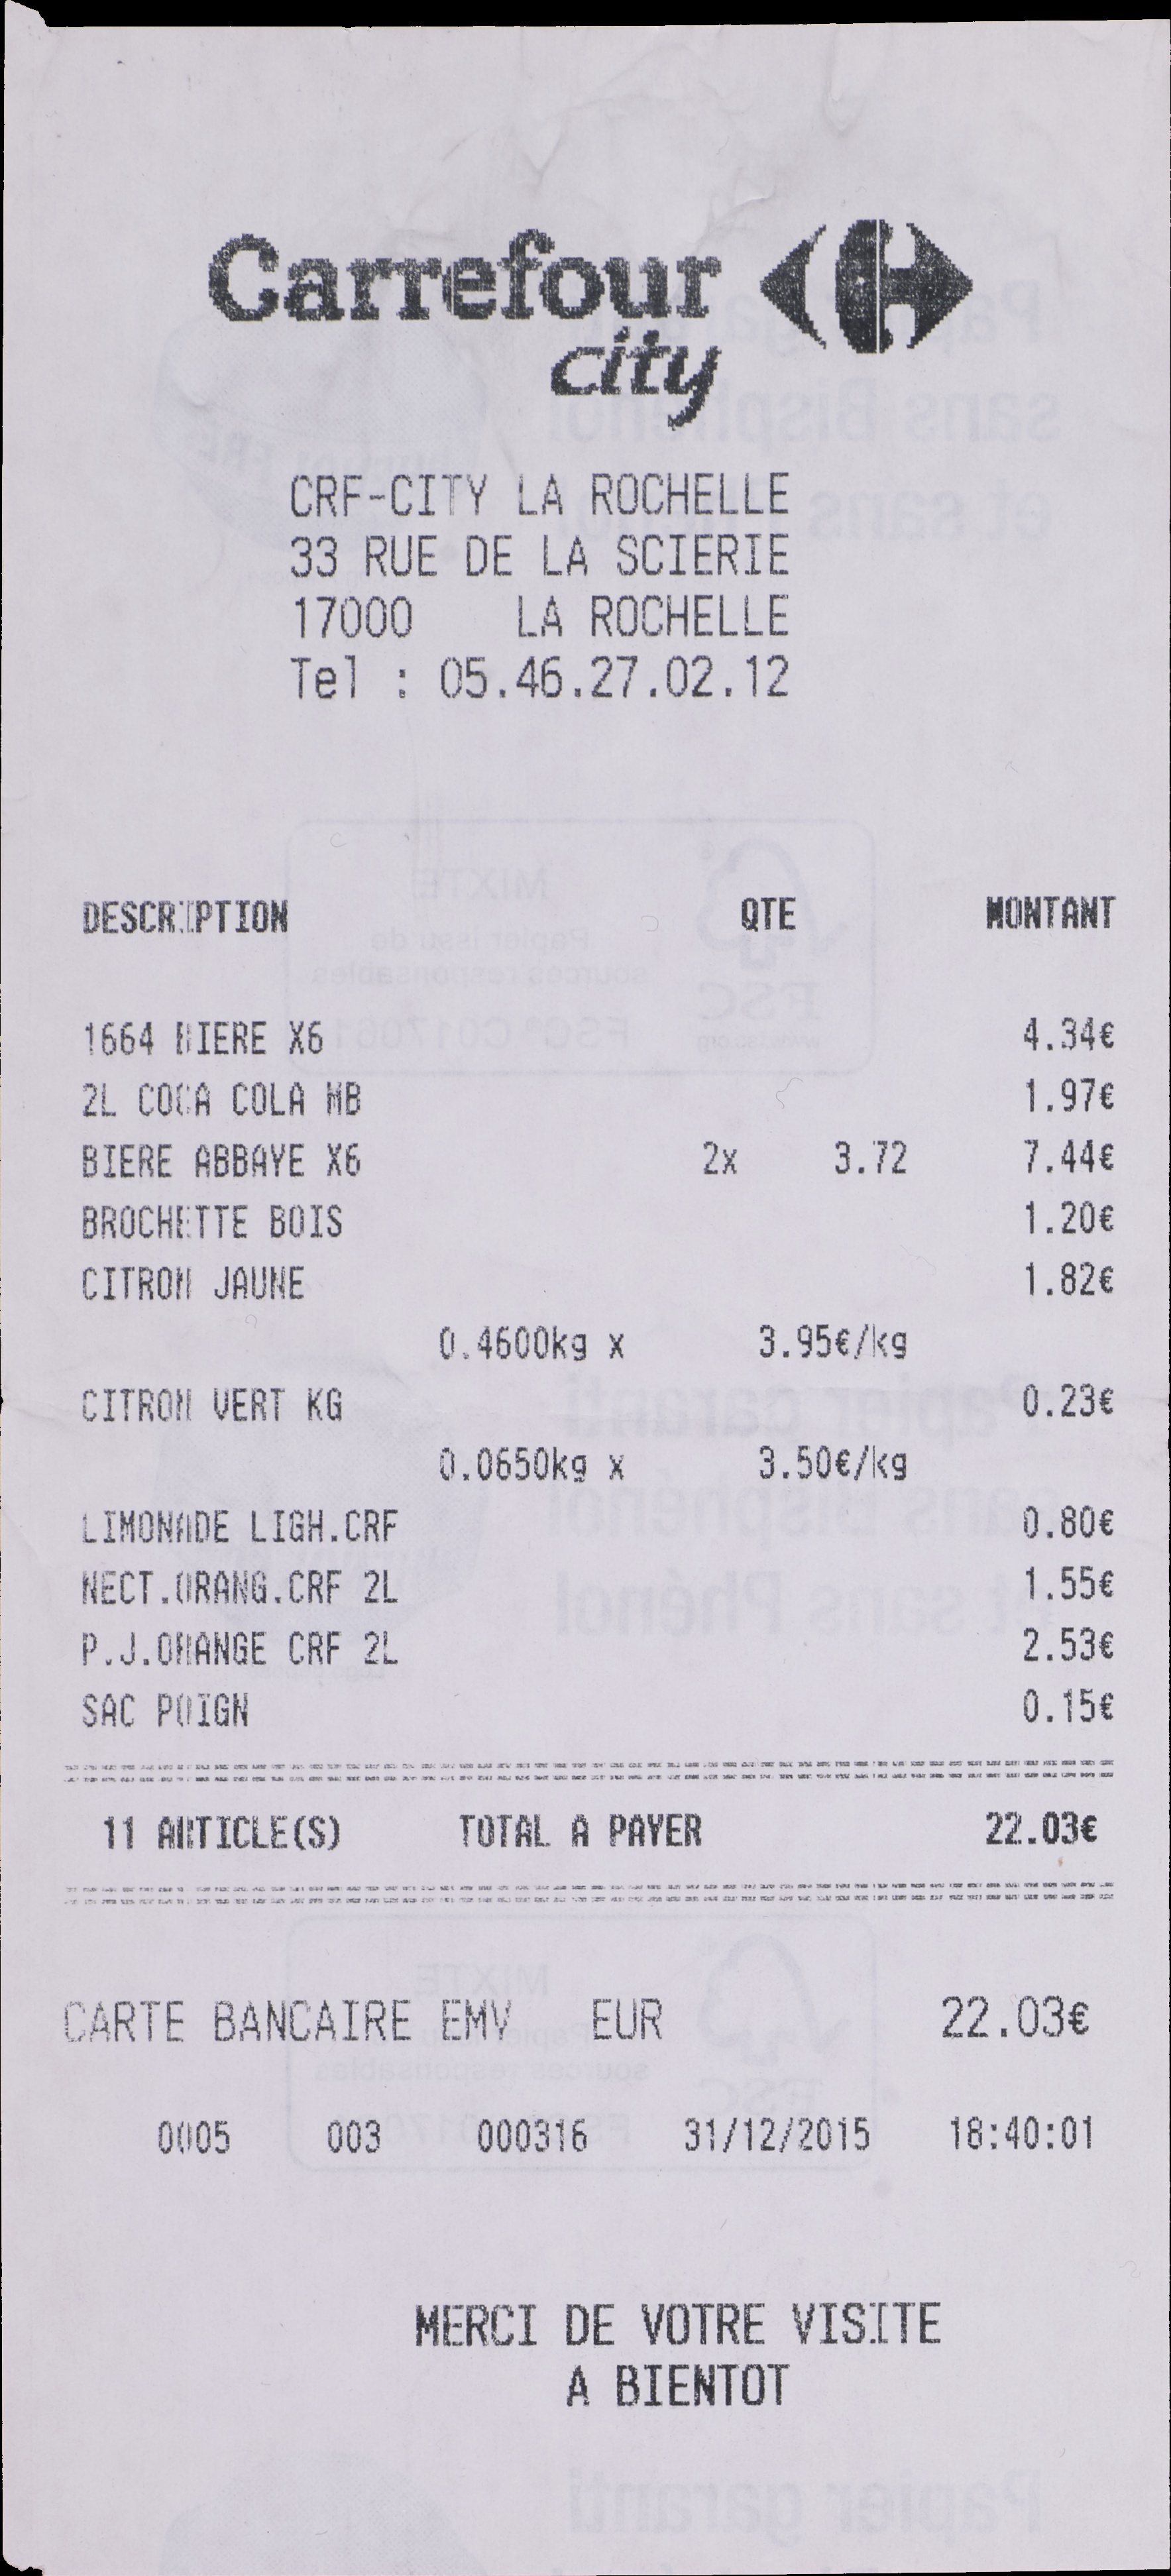 Carrefour
city
CRF-CITY LA ROCHELLE
33 RUE DE LA SCIERIE
17000 LA ROCHELLE
Tel : 05.46.27.02.12
DESCRIPTION QTE MONTANT
1664 BIERE X6 4.34€
2L COCA COLA MB 1.97€
BIERE ABBAYE X6 2x 3.72 7.44€
BROCHETTE BOIS 1.20€
CITRON JAUNE 1.82€
0.4600kg x 3.95€/kg
CITRON VERT KG 0.23€
0.0650kg x 3.50€/kg
LIMONADE LIGH.CRF 0.80€
NECT.ORANG.CRF 2L 1.55€
P.J.ORANGE CRF 2L 2.53€
SAC POIGN 0.15€
11 ARTICLE(S) TOTAL A PAYER 22.03€
CARTE BANCAIRE EMV EUR 22.03€
0005 003 000316 31/12/2015 18:40:01
MERCI DE VOTRE VISITE
A BIENTOT